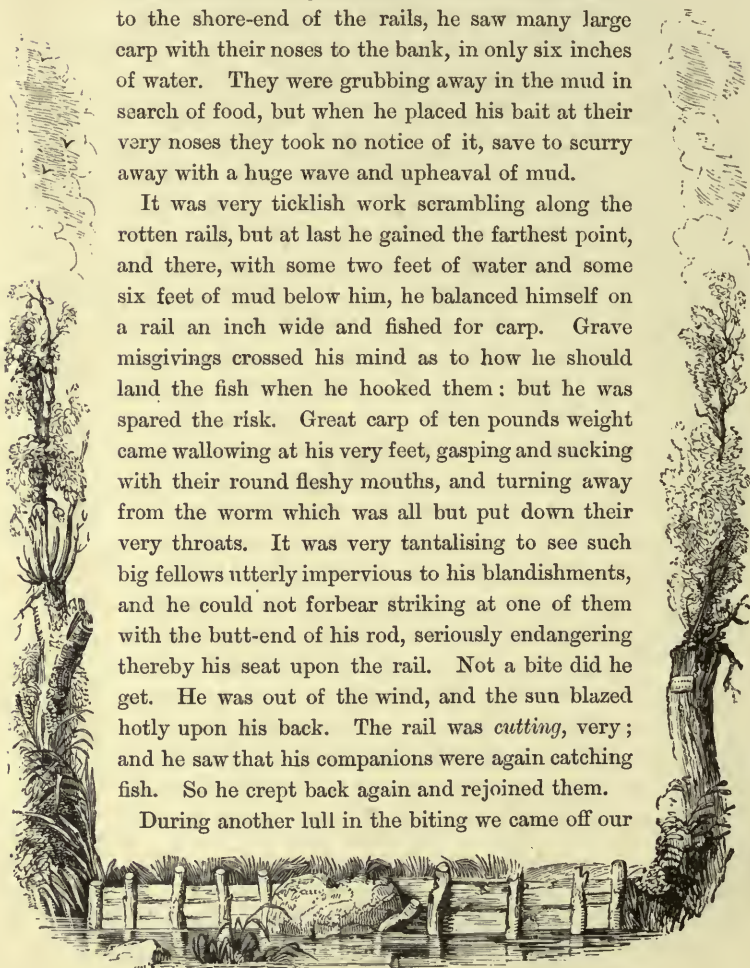 to the shore-end of the rails, he saw many large
carp with their noses to the bank, in only six inches
of water. They were grubbing away in the mud in
search of food, but when he placed his bait at their
very noses they took no notice of it, save to scurry
away with a huge wave and upheaval of mud.
It was very ticklish work scrambling along the
rotten rails, but at last he gained the farthest point,
and there, with some two feet of water and some
six feet of mud below him, he balanced himself on
a rail an inch wide and fished for carp. Grave
misgivings crossed his mind as to how he should
land the fish when he hooked them: but he was
spared the risk. Great carp of ten pounds weight
came wallowing at his very feet, gasping and sucking
with their round fleshy mouths, and turning away
from the worm which was all but put down their
very throats. It was very tantalising to see such
big fellows utterly impervious to his blandishments,
and he could not forbear striking at one of them
with the butt-end of his rod, seriously endangering
thereby his seat upon the rail. Not a bite did he
get. He was out of the wind, and the sun blazed
hotly upon his back. The rail was cutting, very;
and he saw that his companions were again catching
fish. So he crept back again and rejoined them.
During another lull in the biting we came off our